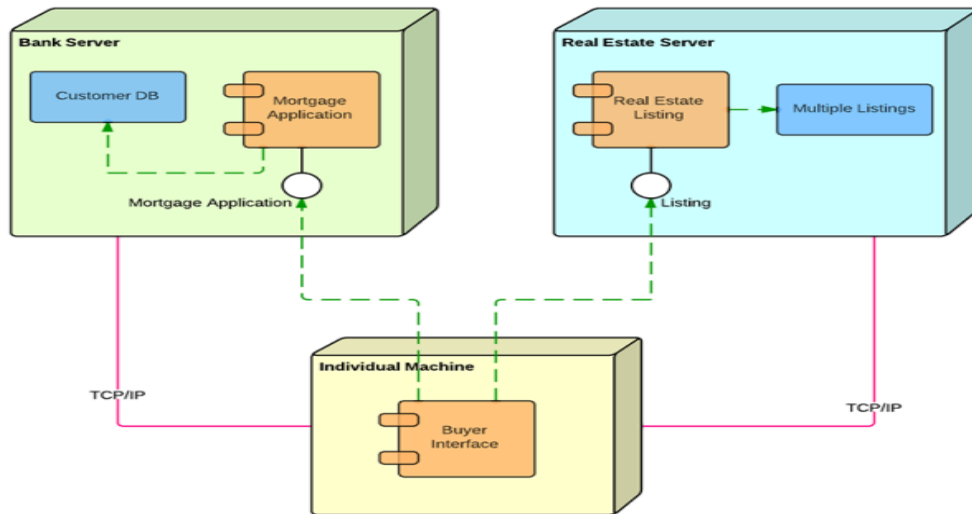 Bank Server
Customer DB
Mortgage
Application
Mortgage Application
Real Estate Server
Real Estate
Listing
Multiple Listings
Listing
Individual Machine
Buyer
Interface
TCP/IP
TCP/IP